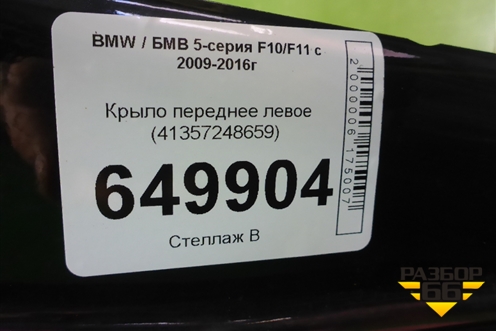 BMW / БМВ 5-серия F10/F11 с
2009-2016г
Крыло переднее левое
(41357248659)
649904
Стеллаж В
2000006175007
РАЗБОР
66